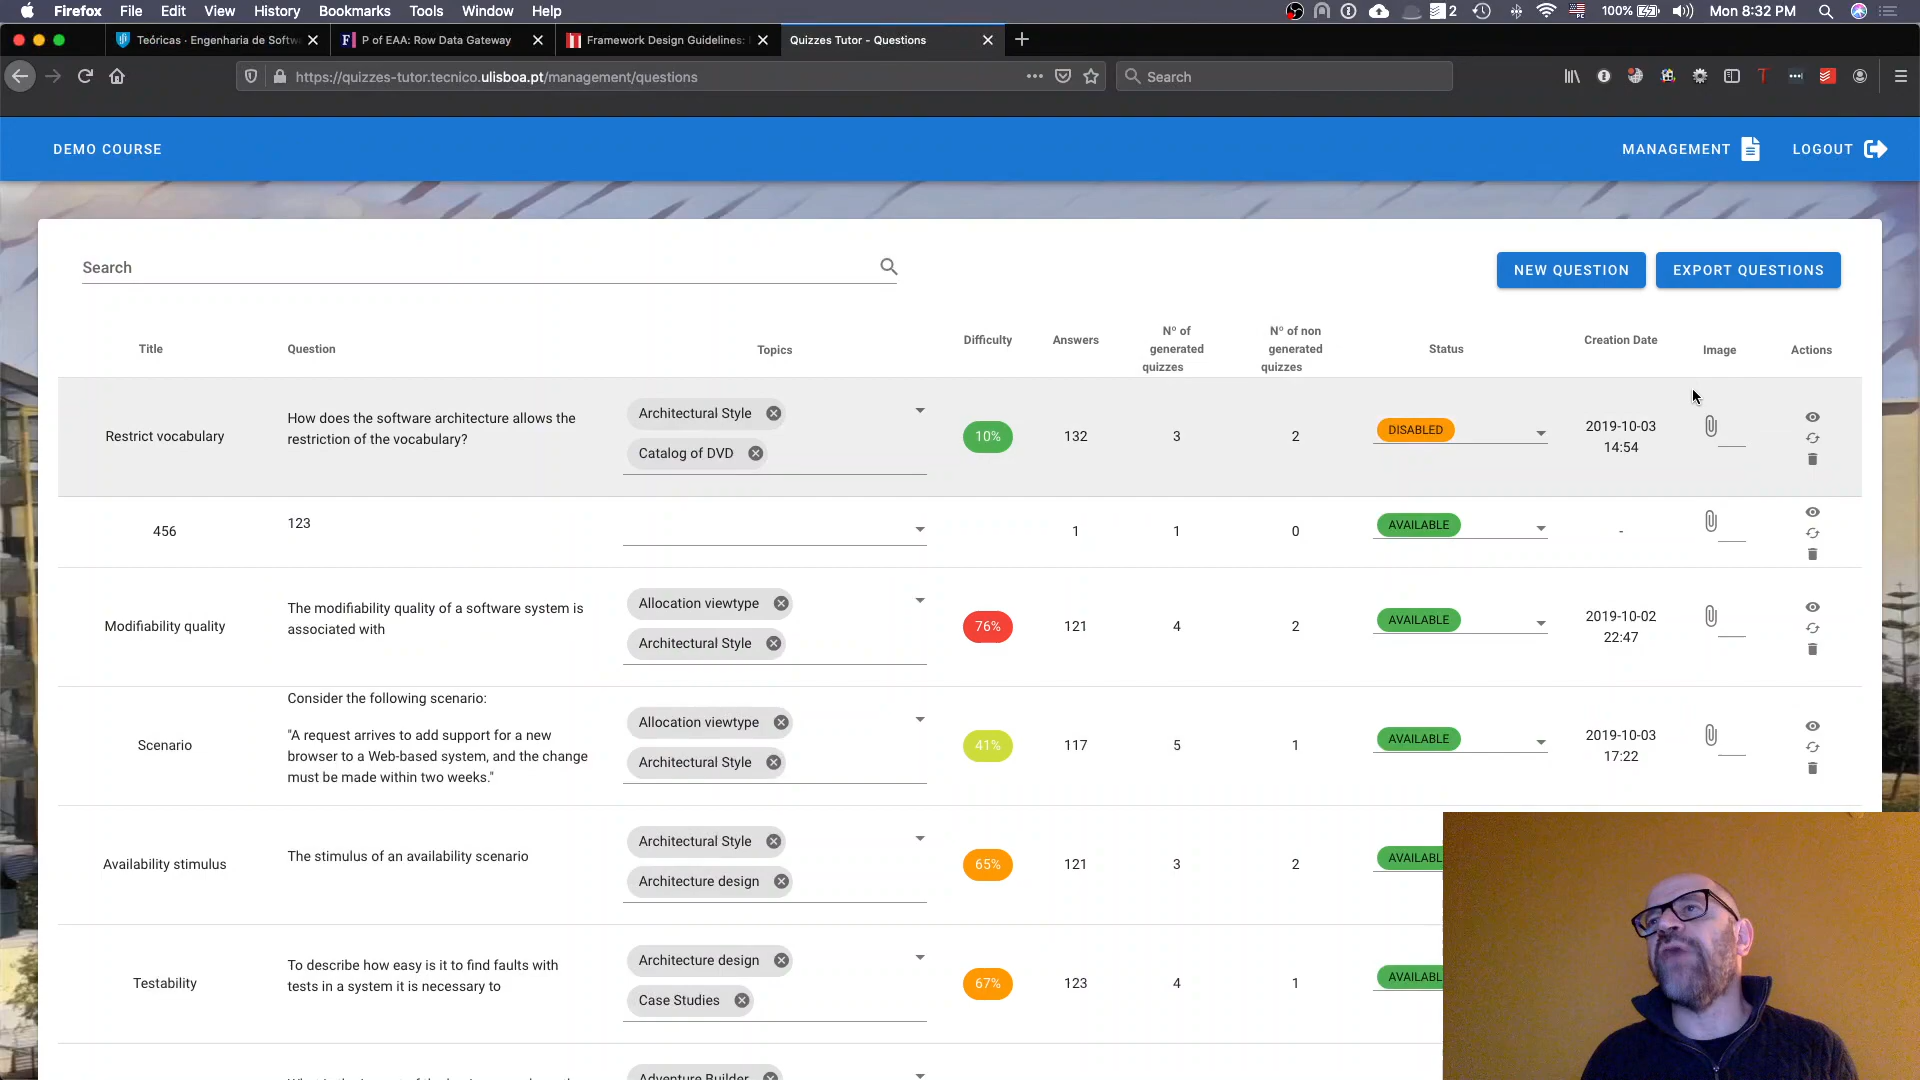 Firefox File Edit View History Bookmarks Tools Window Help 2 100% Mon 8:32 PM
Teóricas · Engenharia de Softw P of EAA: Row Data Gateway Framework Design Guidelines: Quizzes Tutor - Questions
https://quizzes-tutor.tecnico.ulisboa.pt/management/questions Search
DEMO COURSE MANAGEMENT LOGOUT
Search NEW QUESTION EXPORT QUESTIONS
Title Question Topics Difficulty Answers Nº of generated quizzes Nº of non generated quizzes Status Creation Date Image Actions
Restrict vocabulary
How does the software architecture allows the
restriction of the vocabulary?
Architectural Style
Catalog of DVD
10% 132 3 2 DISABLED
2019-10-03
14:54
456 123 1 1 0 AVAILABLE -
Modifiability quality
The modifiability quality of a software system is
associated with
Allocation viewtype
Architectural Style
76% 121 4 2 AVAILABLE
2019-10-02
22:47
Scenario
Consider the following scenario:
"A request arrives to add support for a new
browser to a Web-based system, and the change
must be made within two weeks."
Allocation viewtype
Architectural Style
41% 117 5 1 AVAILABLE
2019-10-03
17:22
Availability stimulus
The stimulus of an availability scenario
Architectural Style
Architecture design
65% 121 3 2 AVAILABL
Testability
To describe how easy is it to find faults with
tests in a system it is necessary to
Architecture design
Case Studies
67% 123 4 1 AVAILABL
Adventure Builder